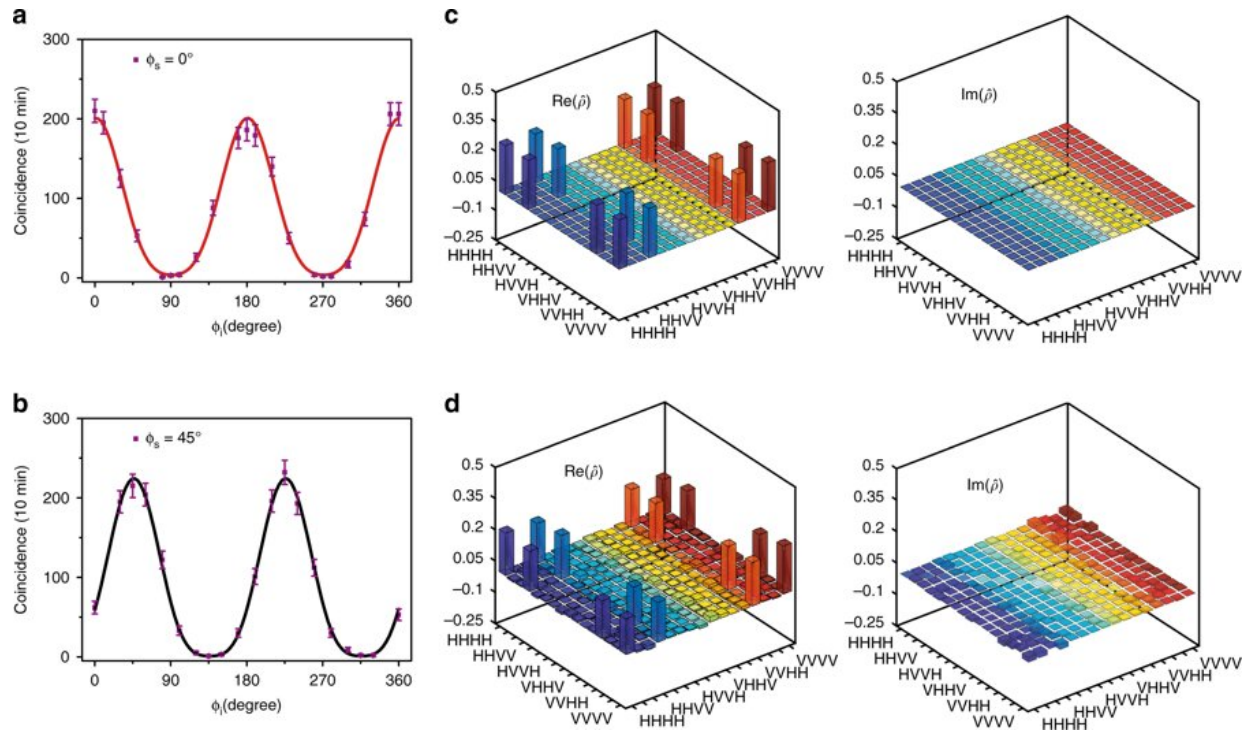 a
300
ϕs = 0°
200
100
0
Coincidence (10 min)
0 90 180 270 360
ϕi(degree)
c
0.5
0.35
0.2
0.05
−0.1
−0.25
Re(ρ̂)
HHHH
HHVV
HVVH
VHHV
VVHH
VVVV
HHHH
HHVV
HVVH
VHHV
VVHH
VVVV
0.5
0.35
0.2
0.05
−0.1
−0.25
Im(ρ̂)
HHHH
HHVV
HVVH
VHHV
VVHH
VVVV
HHHH
HHVV
HVVH
VHHV
VVHH
VVVV
b
300
ϕs = 45°
200
100
0
Coincidence (10 min)
0 90 180 270 360
ϕi(degree)
d
0.5
0.35
0.2
0.05
−0.1
−0.25
Re(ρ̂)
HHHH
HHVV
HVVH
VHHV
VVHH
VVVV
HHHH
HHVV
HVVH
VHHV
VVHH
VVVV
0.5
0.35
0.2
0.05
−0.1
−0.25
Im(ρ̂)
HHHH
HHVV
HVVH
VHHV
VVHH
VVVV
HHHH
HHVV
HVVH
VHHV
VVHH
VVVV